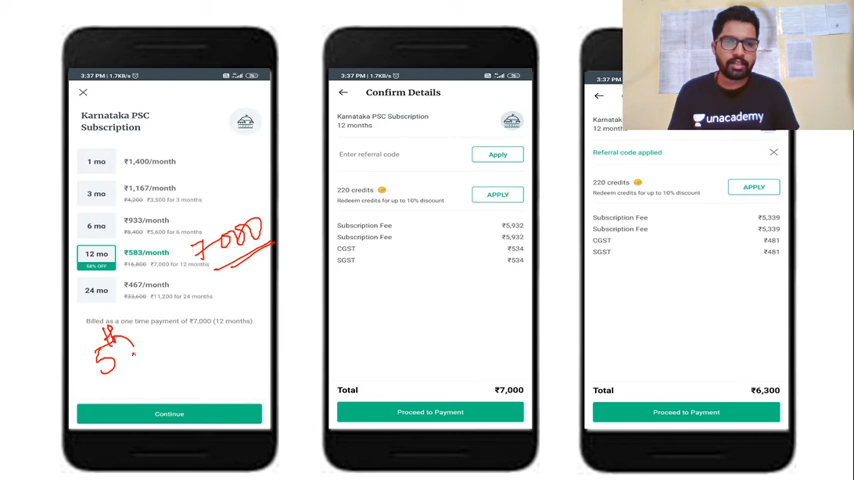 3:37 PM | 1.7KB/s
Karnataka PSC
Subscription
1 mo
₹1,400/month
3 mo
₹1,167/month
₹4,200 ₹3,500 for 3 months
6 mo
₹933/month
₹8,400 ₹5,600 for 6 months
12 mo
58% OFF
₹583/month
₹16,800 ₹7,000 for 12 months
7000
24 mo
₹467/month
₹33,600 ₹11,200 for 24 months
Billed as a one time payment of ₹7,000 (12 months)
5th
Continue
3:37 PM | 1.7KB/s
Confirm Details
Karnataka PSC Subscription
12 months
Enter referral code
Apply
220 credits
Redeem credits for up to 10% discount
APPLY
Subscription Fee ₹5,932
Subscription Fee ₹5,932
CGST ₹534
SGST ₹534
Total ₹7,000
Proceed to Payment
3:37 PM
12 months
Referral code applied
220 credits
Redeem credits for up to 10% discount
APPLY
Subscription Fee ₹5,339
Subscription Fee ₹5,339
CGST ₹481
SGST ₹481
Total ₹6,300
Proceed to Payment
unacademy